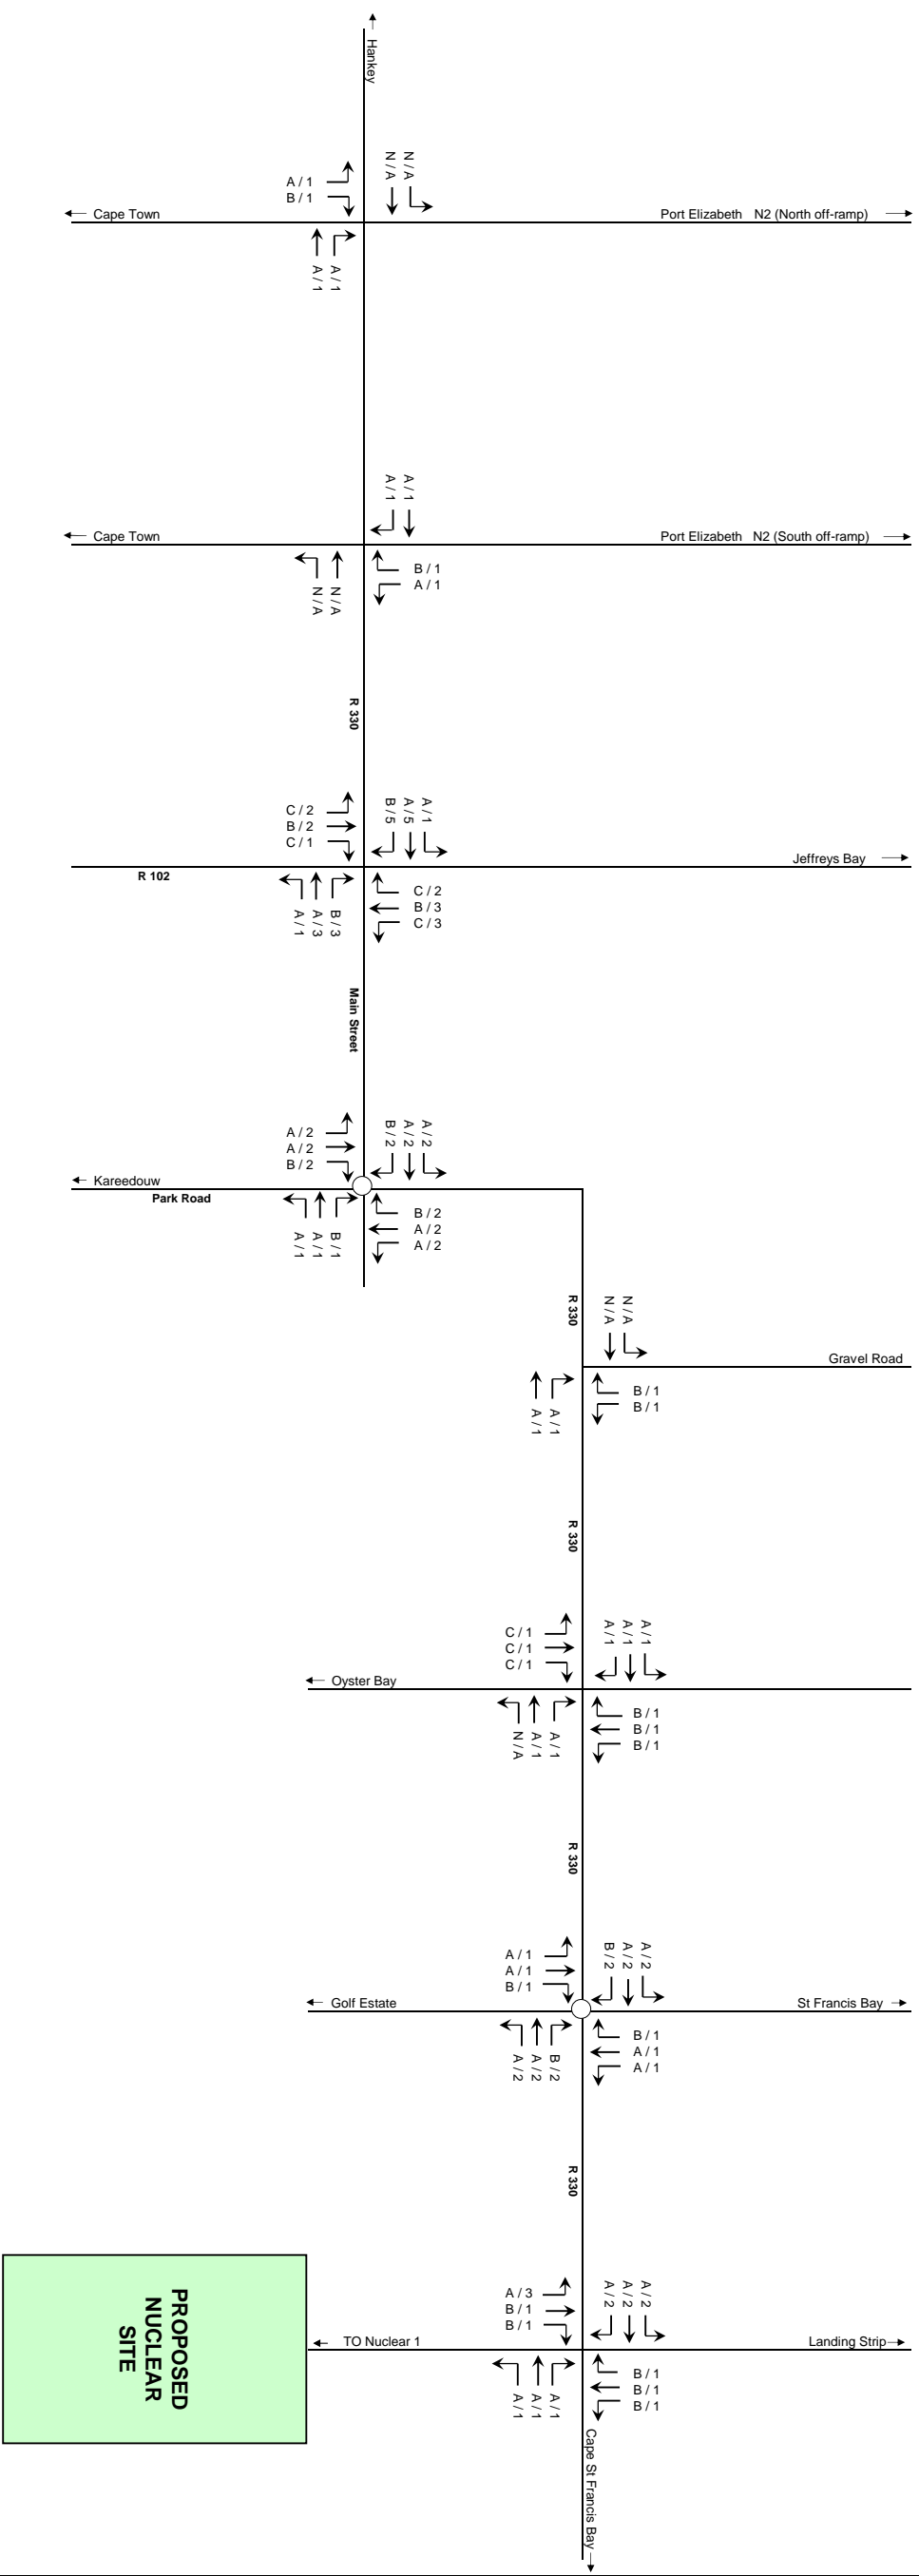 Hankey
N / A
N / A
A / 1
B / 1
Cape Town
Port Elizabeth N2 (North off-ramp)
A / 1
A / 1
A / 1
A / 1
Cape Town
Port Elizabeth N2 (South off-ramp)
B / 1
A / 1
N / A
N / A
R 330
C / 2
B / 2
C / 1
B / 5
A / 5
A / 1
Jeffreys Bay
R 102
A / 1
A / 3
B / 3
C / 2
B / 3
C / 3
Main Street
A / 2
A / 2
B / 2
B / 2
A / 2
A / 2
Kareedouw
Park Road
A / 1
A / 1
B / 1
B / 2
A / 2
A / 2
R 330
N / A
N / A
Gravel Road
A / 1
A / 1
B / 1
B / 1
R 330
C / 1
C / 1
C / 1
A / 1
A / 1
A / 1
Oyster Bay
N / A
A / 1
A / 1
B / 1
B / 1
B / 1
R 330
A / 1
A / 1
B / 1
B / 2
A / 2
A / 2
Golf Estate
St Francis Bay
A / 2
A / 2
B / 2
B / 1
A / 1
A / 1
R 330
A / 3
B / 1
B / 1
A / 2
A / 2
A / 2
TO Nuclear 1
Landing Strip
A / 1
A / 1
A / 1
B / 1
B / 1
B / 1
PROPOSED
NUCLEAR
SITE
Cape St Francis Bay